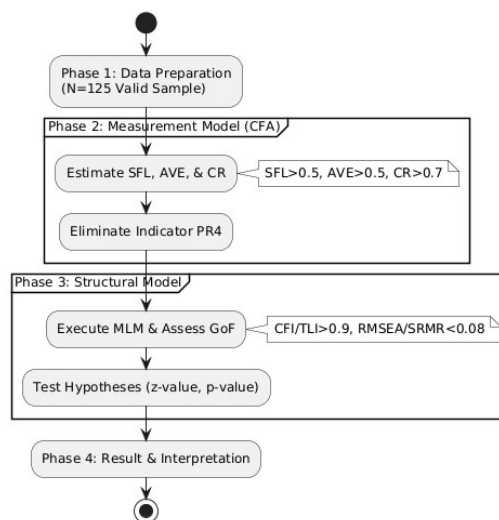 Phase 1: Data Preparation
(N=125 Valid Sample)
Phase 2: Measurement Model (CFA)
Estimate SFL, AVE, & CR
SFL>0.5, AVE>0.5, CR>0.7
Eliminate Indicator PR4
Phase 3: Structural Model
Execute MLM & Assess GoF
CFI/TLI>0.9, RMSEA/SRMR<0.08
Test Hypotheses (z-value, p-value)
Phase 4: Result & Interpretation